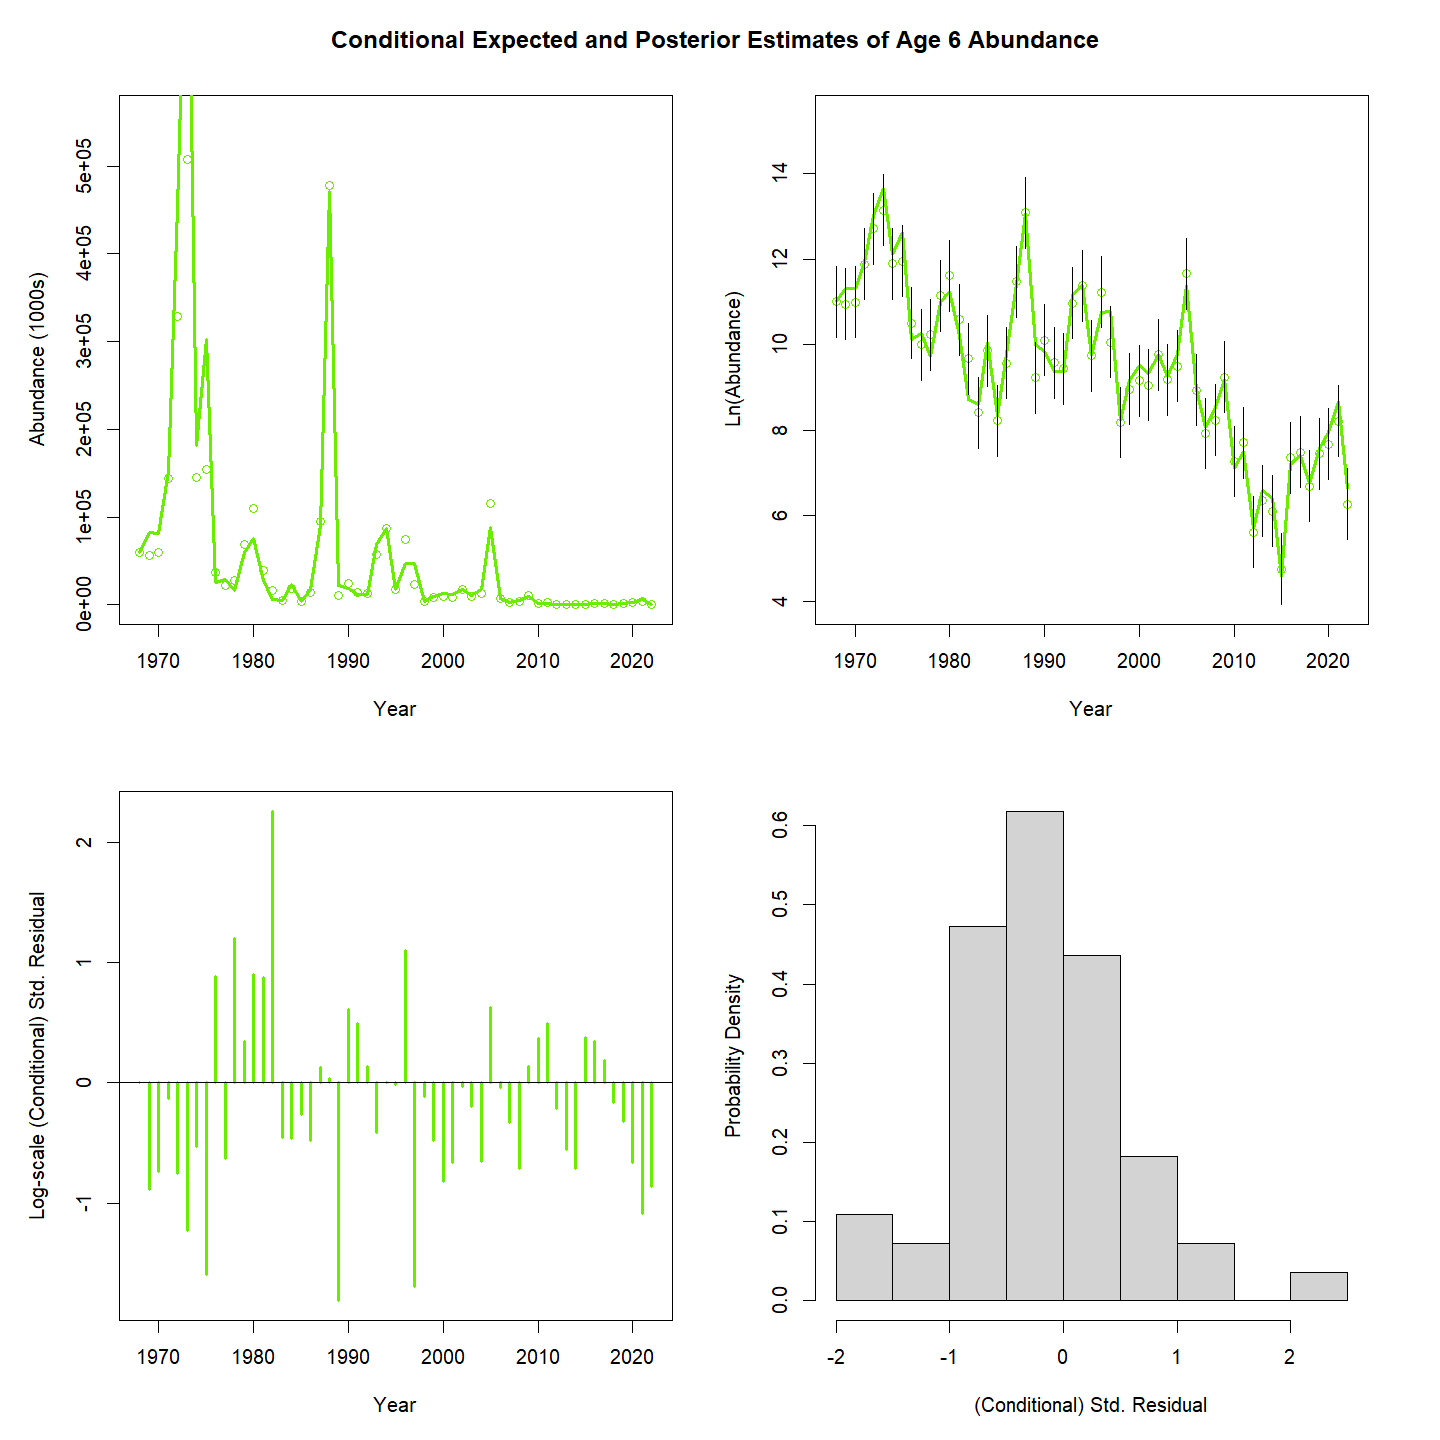 Conditional Expected and Posterior Estimates of Age 6 Abundance
Abundance (1000s)
0e+00 1e+05 2e+05 3e+05 4e+05 5e+05
1970 1980 1990 2000 2010 2020
Year
Ln(Abundance)
4 6 8 10 12 14
1970 1980 1990 2000 2010 2020
Year
Log-scale (Conditional) Std. Residual
-1 0 1 2
1970 1980 1990 2000 2010 2020
Year
Probability Density
0.0 0.1 0.2 0.3 0.4 0.5 0.6
-2 -1 0 1 2
(Conditional) Std. Residual